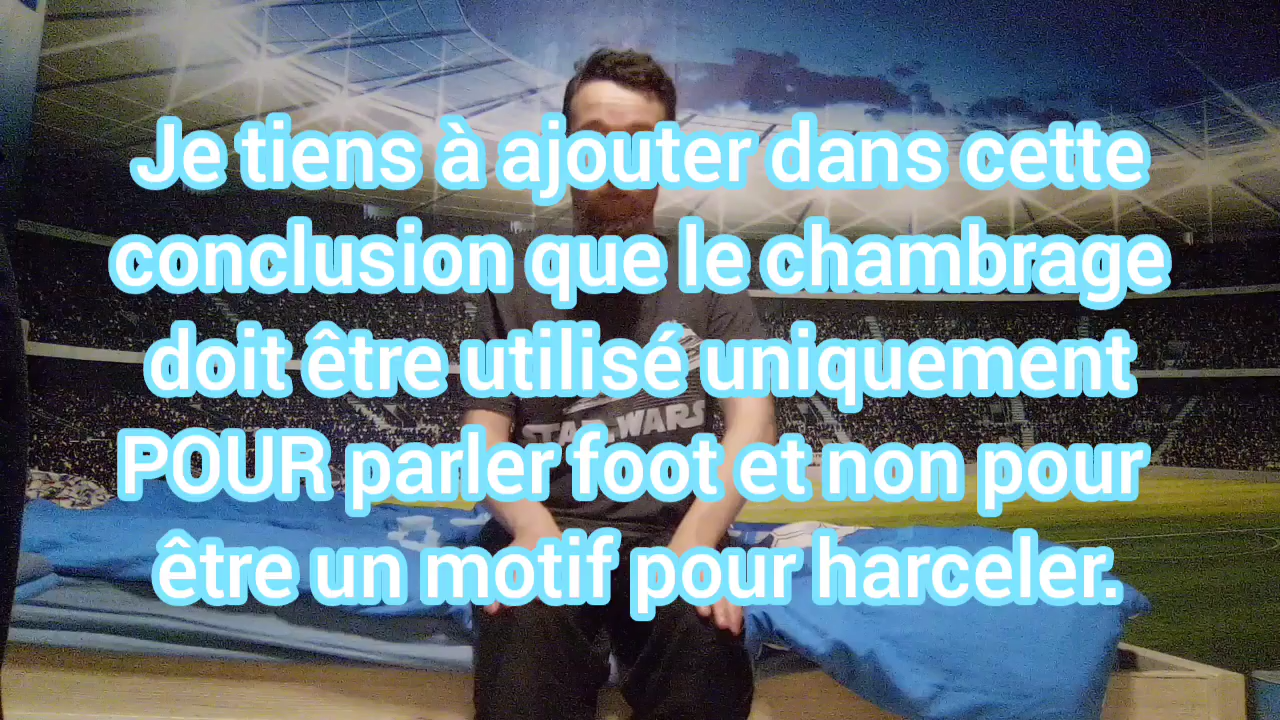 Je tiens à ajouter dans cette
conclusion que le chambrage
doit être utilisé uniquement
POUR parler foot et non pour
être un motif pour harceler.
STAR WARS